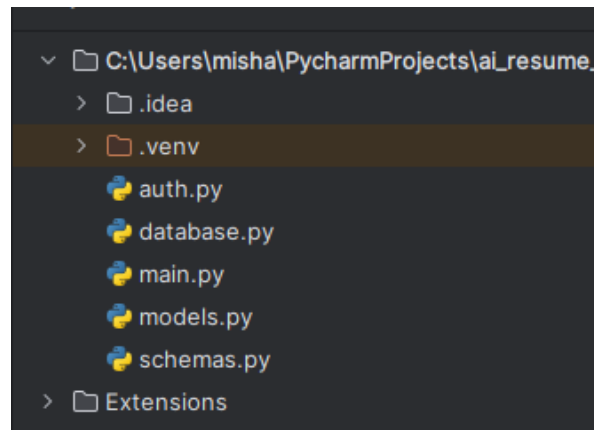 C:\Users\misha\PycharmProjects\ai_resume_
.idea
.venv
auth.py
database.py
main.py
models.py
schemas.py
Extensions